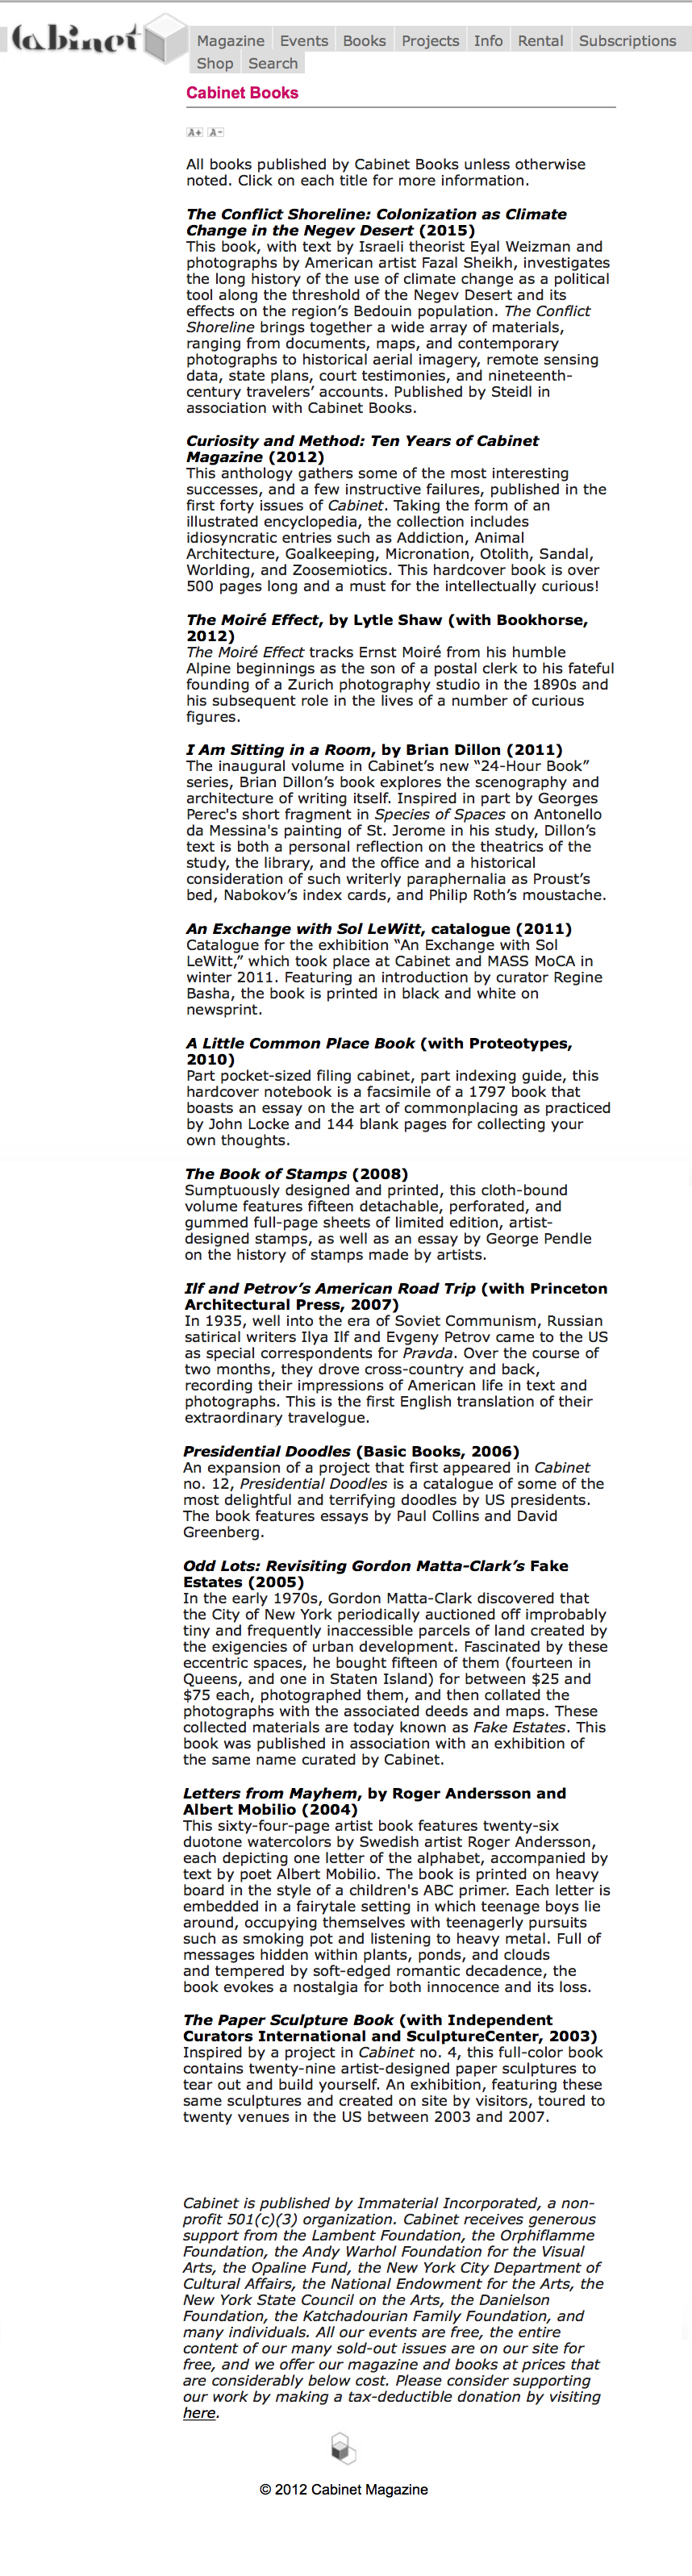 Cabinet
Magazine Events Books Projects Info Rental Subscriptions
Shop Search
Cabinet Books
A+ A-
All books published by Cabinet Books unless otherwise
noted. Click on each title for more information.
The Conflict Shoreline: Colonization as Climate
Change in the Negev Desert (2015)
This book, with text by Israeli theorist Eyal Weizman and
photographs by American artist Fazal Sheikh, investigates
the long history of the use of climate change as a political
tool along the threshold of the Negev Desert and its
effects on the region’s Bedouin population. The Conflict
Shoreline brings together a wide array of materials,
ranging from documents, maps, and contemporary
photographs to historical aerial imagery, remote sensing
data, state plans, court testimonies, and nineteenth-
century travelers’ accounts. Published by Steidl in
association with Cabinet Books.
Curiosity and Method: Ten Years of Cabinet
Magazine (2012)
This anthology gathers some of the most interesting
successes, and a few instructive failures, published in the
first forty issues of Cabinet. Taking the form of an
illustrated encyclopedia, the collection includes
idiosyncratic entries such as Addiction, Animal
Architecture, Goalkeeping, Micronation, Otolith, Sandal,
Worlding, and Zoosemiotics. This hardcover book is over
500 pages long and a must for the intellectually curious!
The Moiré Effect, by Lytle Shaw (with Bookhorse,
2012)
The Moiré Effect tracks Ernst Moiré from his humble
Alpine beginnings as the son of a postal clerk to his fateful
founding of a Zurich photography studio in the 1890s and
his subsequent role in the lives of a number of curious
figures.
I Am Sitting in a Room, by Brian Dillon (2011)
The inaugural volume in Cabinet’s new “24-Hour Book”
series, Brian Dillon’s book explores the scenography and
architecture of writing itself. Inspired in part by Georges
Perec's short fragment in Species of Spaces on Antonello
da Messina's painting of St. Jerome in his study, Dillon’s
text is both a personal reflection on the theatrics of the
study, the library, and the office and a historical
consideration of such writerly paraphernalia as Proust’s
bed, Nabokov’s index cards, and Philip Roth’s moustache.
An Exchange with Sol LeWitt, catalogue (2011)
Catalogue for the exhibition “An Exchange with Sol
LeWitt,” which took place at Cabinet and MASS MoCA in
winter 2011. Featuring an introduction by curator Regine
Basha, the book is printed in black and white on
newsprint.
A Little Common Place Book (with Proteotypes,
2010)
Part pocket-sized filing cabinet, part indexing guide, this
hardcover notebook is a facsimile of a 1797 book that
boasts an essay on the art of commonplacing as practiced
by John Locke and 144 blank pages for collecting your
own thoughts.
The Book of Stamps (2008)
Sumptuously designed and printed, this cloth-bound
volume features fifteen detachable, perforated, and
gummed full-page sheets of limited edition, artist-
designed stamps, as well as an essay by George Pendle
on the history of stamps made by artists.
Ilf and Petrov’s American Road Trip (with Princeton
Architectural Press, 2007)
In 1935, well into the era of Soviet Communism, Russian
satirical writers Ilya Ilf and Evgeny Petrov came to the US
as special correspondents for Pravda. Over the course of
two months, they drove cross-country and back,
recording their impressions of American life in text and
photographs. This is the first English translation of their
extraordinary travelogue.
Presidential Doodles (Basic Books, 2006)
An expansion of a project that first appeared in Cabinet
no. 12, Presidential Doodles is a catalogue of some of the
most delightful and terrifying doodles by US presidents.
The book features essays by Paul Collins and David
Greenberg.
Odd Lots: Revisiting Gordon Matta-Clark’s Fake
Estates (2005)
In the early 1970s, Gordon Matta-Clark discovered that
the City of New York periodically auctioned off improbably
tiny and frequently inaccessible parcels of land created by
the exigencies of urban development. Fascinated by these
eccentric spaces, he bought fifteen of them (fourteen in
Queens, and one in Staten Island) for between $25 and
$75 each, photographed them, and then collated the
photographs with the associated deeds and maps. These
collected materials are today known as Fake Estates. This
book was published in association with an exhibition of
the same name curated by Cabinet.
Letters from Mayhem, by Roger Andersson and
Albert Mobilio (2004)
This sixty-four-page artist book features twenty-six
duotone watercolors by Swedish artist Roger Andersson,
each depicting one letter of the alphabet, accompanied by
text by poet Albert Mobilio. The book is printed on heavy
board in the style of a children's ABC primer. Each letter is
embedded in a fairytale setting in which teenage boys lie
around, occupying themselves with teenagerly pursuits
such as smoking pot and listening to heavy metal. Full of
messages hidden within plants, ponds, and clouds
and tempered by soft-edged romantic decadence, the
book evokes a nostalgia for both innocence and its loss.
The Paper Sculpture Book (with Independent
Curators International and SculptureCenter, 2003)
Inspired by a project in Cabinet no. 4, this full-color book
contains twenty-nine artist-designed paper sculptures to
tear out and build yourself. An exhibition, featuring these
same sculptures and created on site by visitors, toured to
twenty venues in the US between 2003 and 2007.
Cabinet is published by Immaterial Incorporated, a non-
profit 501(c)(3) organization. Cabinet receives generous
support from the Lambent Foundation, the Orphiflamme
Foundation, the Andy Warhol Foundation for the Visual
Arts, the Opaline Fund, the New York City Department of
Cultural Affairs, the National Endowment for the Arts, the
New York State Council on the Arts, the Danielson
Foundation, the Katchadourian Family Foundation, and
many individuals. All our events are free, the entire
content of our many sold-out issues are on our site for
free, and we offer our magazine and books at prices that
are considerably below cost. Please consider supporting
our work by making a tax-deductible donation by visiting
here.
© 2012 Cabinet Magazine